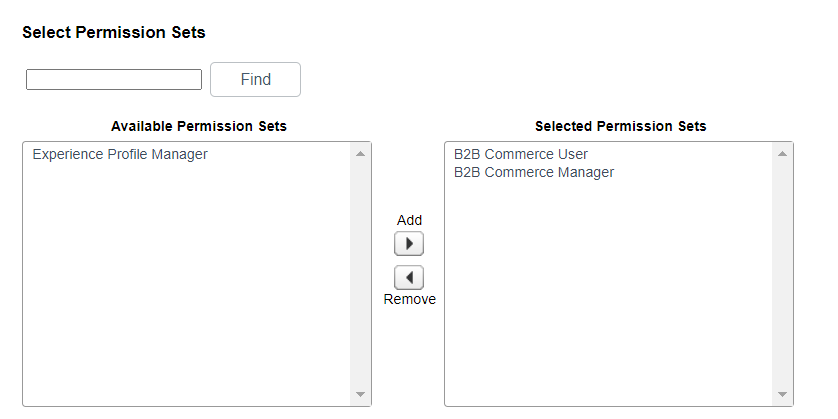 Select Permission Sets
Find
Available Permission Sets
Selected Permission Sets
Experience Profile Manager
B2B Commerce User
B2B Commerce Manager
Add
Remove